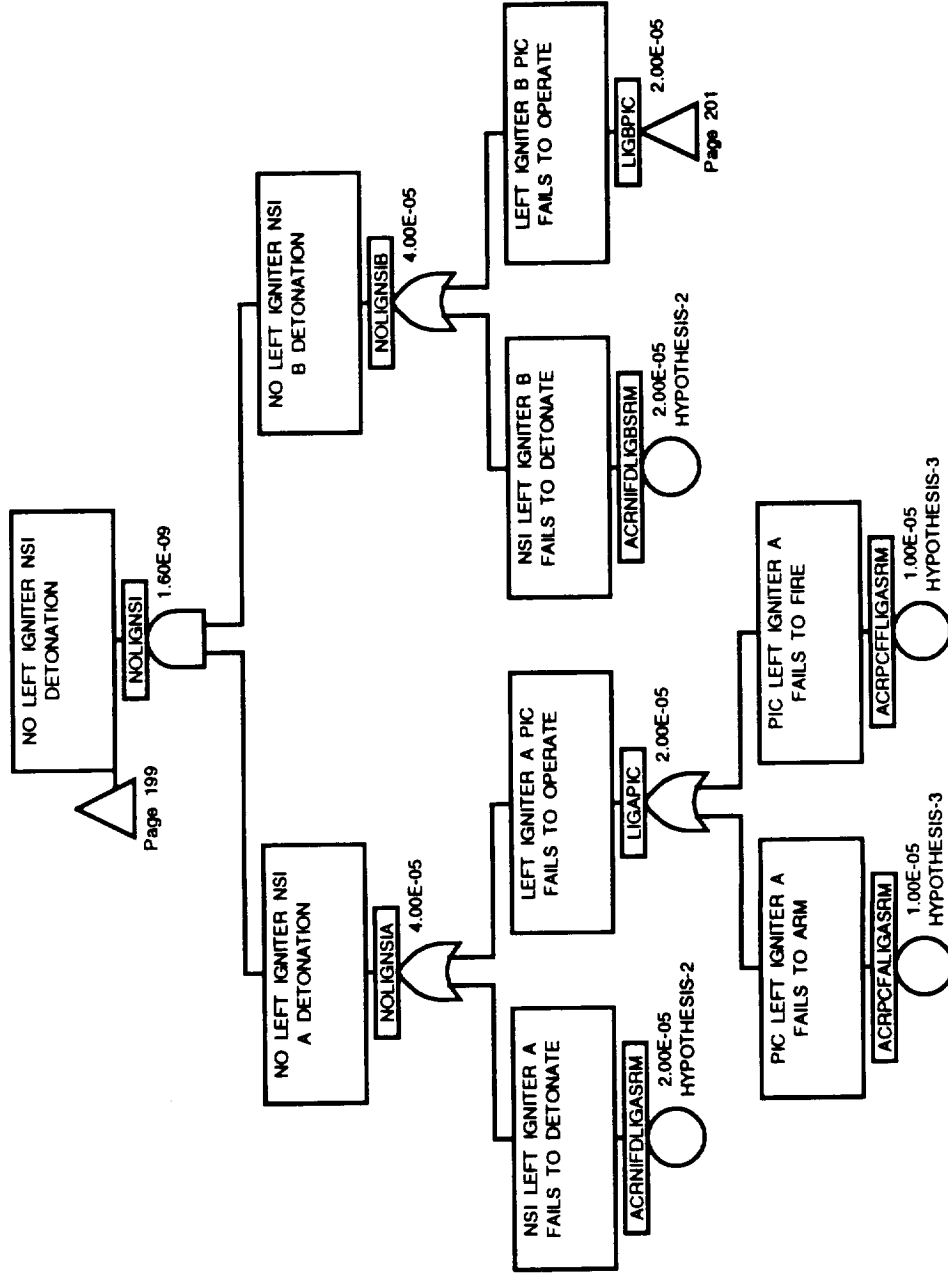 NO LEFT IGNITER NSI
DETONATION
NOLIGNSI
1.60E-09
Page 199
NO LEFT IGNITER NSI
A DETONATION
NOLIGNSIA
4.00E-05
NO LEFT IGNITER NSI
B DETONATION
NOLIGNSIB
4.00E-05
NSI LEFT IGNITER A
FAILS TO DETONATE
ACRNIFDLIGASRM
2.00E-05
HYPOTHESIS-2
LEFT IGNITER A PIC
FAILS TO OPERATE
LIGAPIC
2.00E-05
NSI LEFT IGNITER B
FAILS TO DETONATE
ACRNIFDLIGBSRM
2.00E-05
HYPOTHESIS-2
LEFT IGNITER B PIC
FAILS TO OPERATE
LIGBPIC
2.00E-05
Page 201
PIC LEFT IGNITER A
FAILS TO ARM
ACRPCFALIGASRM
1.00E-05
HYPOTHESIS-3
PIC LEFT IGNITER A
FAILS TO FIRE
ACRPCFFLIGASRM
1.00E-05
HYPOTHESIS-3